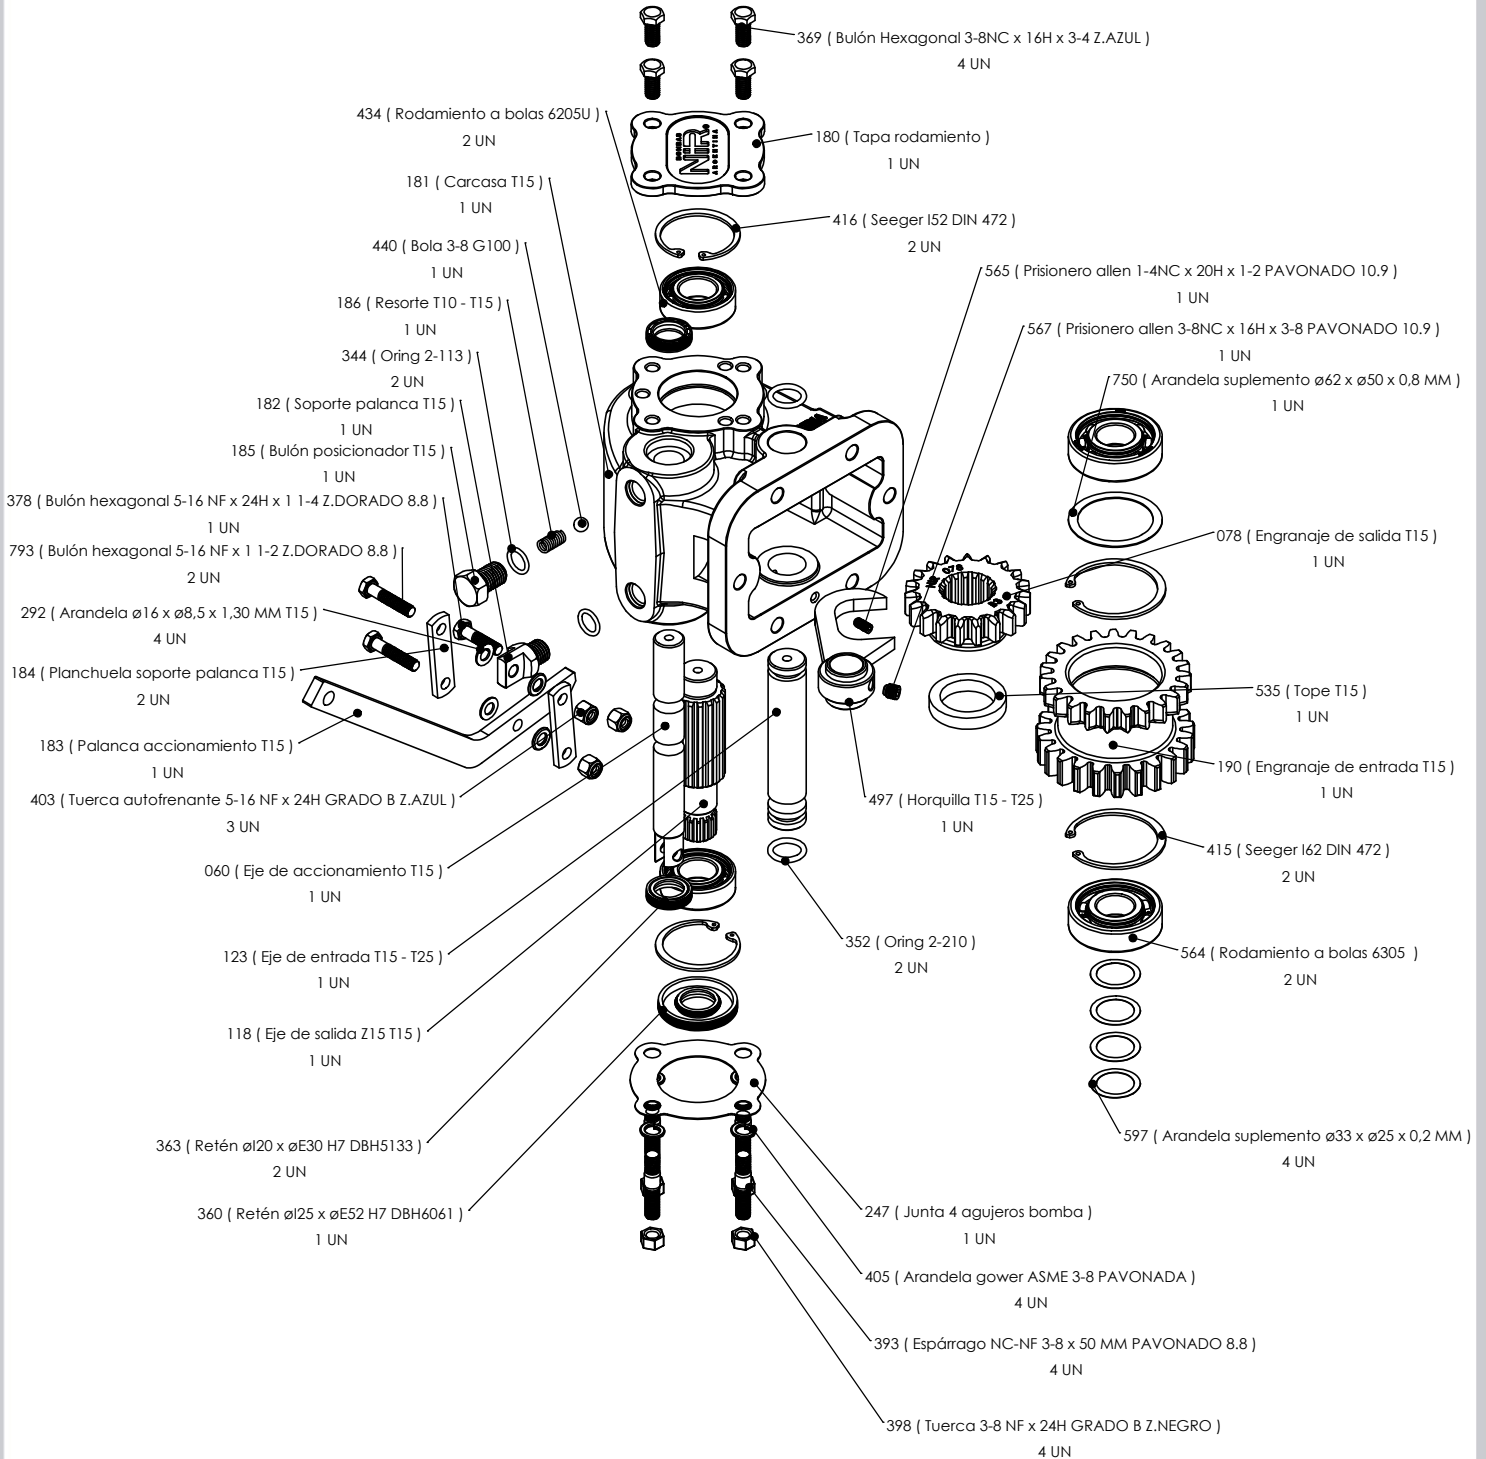 369 ( Bulón Hexagonal 3-8NC x 16H x 3-4 Z.AZUL )
4 UN
434 ( Rodamiento a bolas 6205U )
2 UN
BOMBAS
NIR
ARGENTINA
180 ( Tapa rodamiento )
1 UN
181 ( Carcasa T15 )
1 UN
416 ( Seeger I52 DIN 472 )
2 UN
440 ( Bola 3-8 G100 )
1 UN
565 ( Prisionero allen 1-4NC x 20H x 1-2 PAVONADO 10.9 )
1 UN
186 ( Resorte T10 - T15 )
1 UN
567 ( Prisionero allen 3-8NC x 16H x 3-8 PAVONADO 10.9 )
1 UN
344 ( Oring 2-113 )
2 UN
750 ( Arandela suplemento ø62 x ø50 x 0,8 MM )
1 UN
182 ( Soporte palanca T15 )
1 UN
185 ( Bulón posicionador T15 )
1 UN
378 ( Bulón hexagonal 5-16 NF x 24H x 1 1-4 Z.DORADO 8.8 )
1 UN
793 ( Bulón hexagonal 5-16 NF x 1 1-2 Z.DORADO 8.8 )
2 UN
078 ( Engranaje de salida T15 )
1 UN
292 ( Arandela ø16 x ø8,5 x 1,30 MM T15 )
4 UN
184 ( Planchuela soporte palanca T15 )
2 UN
535 ( Tope T15 )
1 UN
183 ( Palanca accionamiento T15 )
1 UN
190 ( Engranaje de entrada T15 )
1 UN
403 ( Tuerca autofrenante 5-16 NF x 24H GRADO B Z.AZUL )
3 UN
497 ( Horquilla T15 - T25 )
1 UN
415 ( Seeger I62 DIN 472 )
2 UN
060 ( Eje de accionamiento T15 )
1 UN
352 ( Oring 2-210 )
2 UN
564 ( Rodamiento a bolas 6305 )
2 UN
123 ( Eje de entrada T15 - T25 )
1 UN
118 ( Eje de salida Z15 T15 )
1 UN
597 ( Arandela suplemento ø33 x ø25 x 0,2 MM )
4 UN
363 ( Retén øI20 x øE30 H7 DBH5133 )
2 UN
360 ( Retén øI25 x øE52 H7 DBH6061 )
1 UN
247 ( Junta 4 agujeros bomba )
1 UN
405 ( Arandela gower ASME 3-8 PAVONADA )
4 UN
393 ( Espárrago NC-NF 3-8 x 50 MM PAVONADO 8.8 )
4 UN
398 ( Tuerca 3-8 NF x 24H GRADO B Z.NEGRO )
4 UN